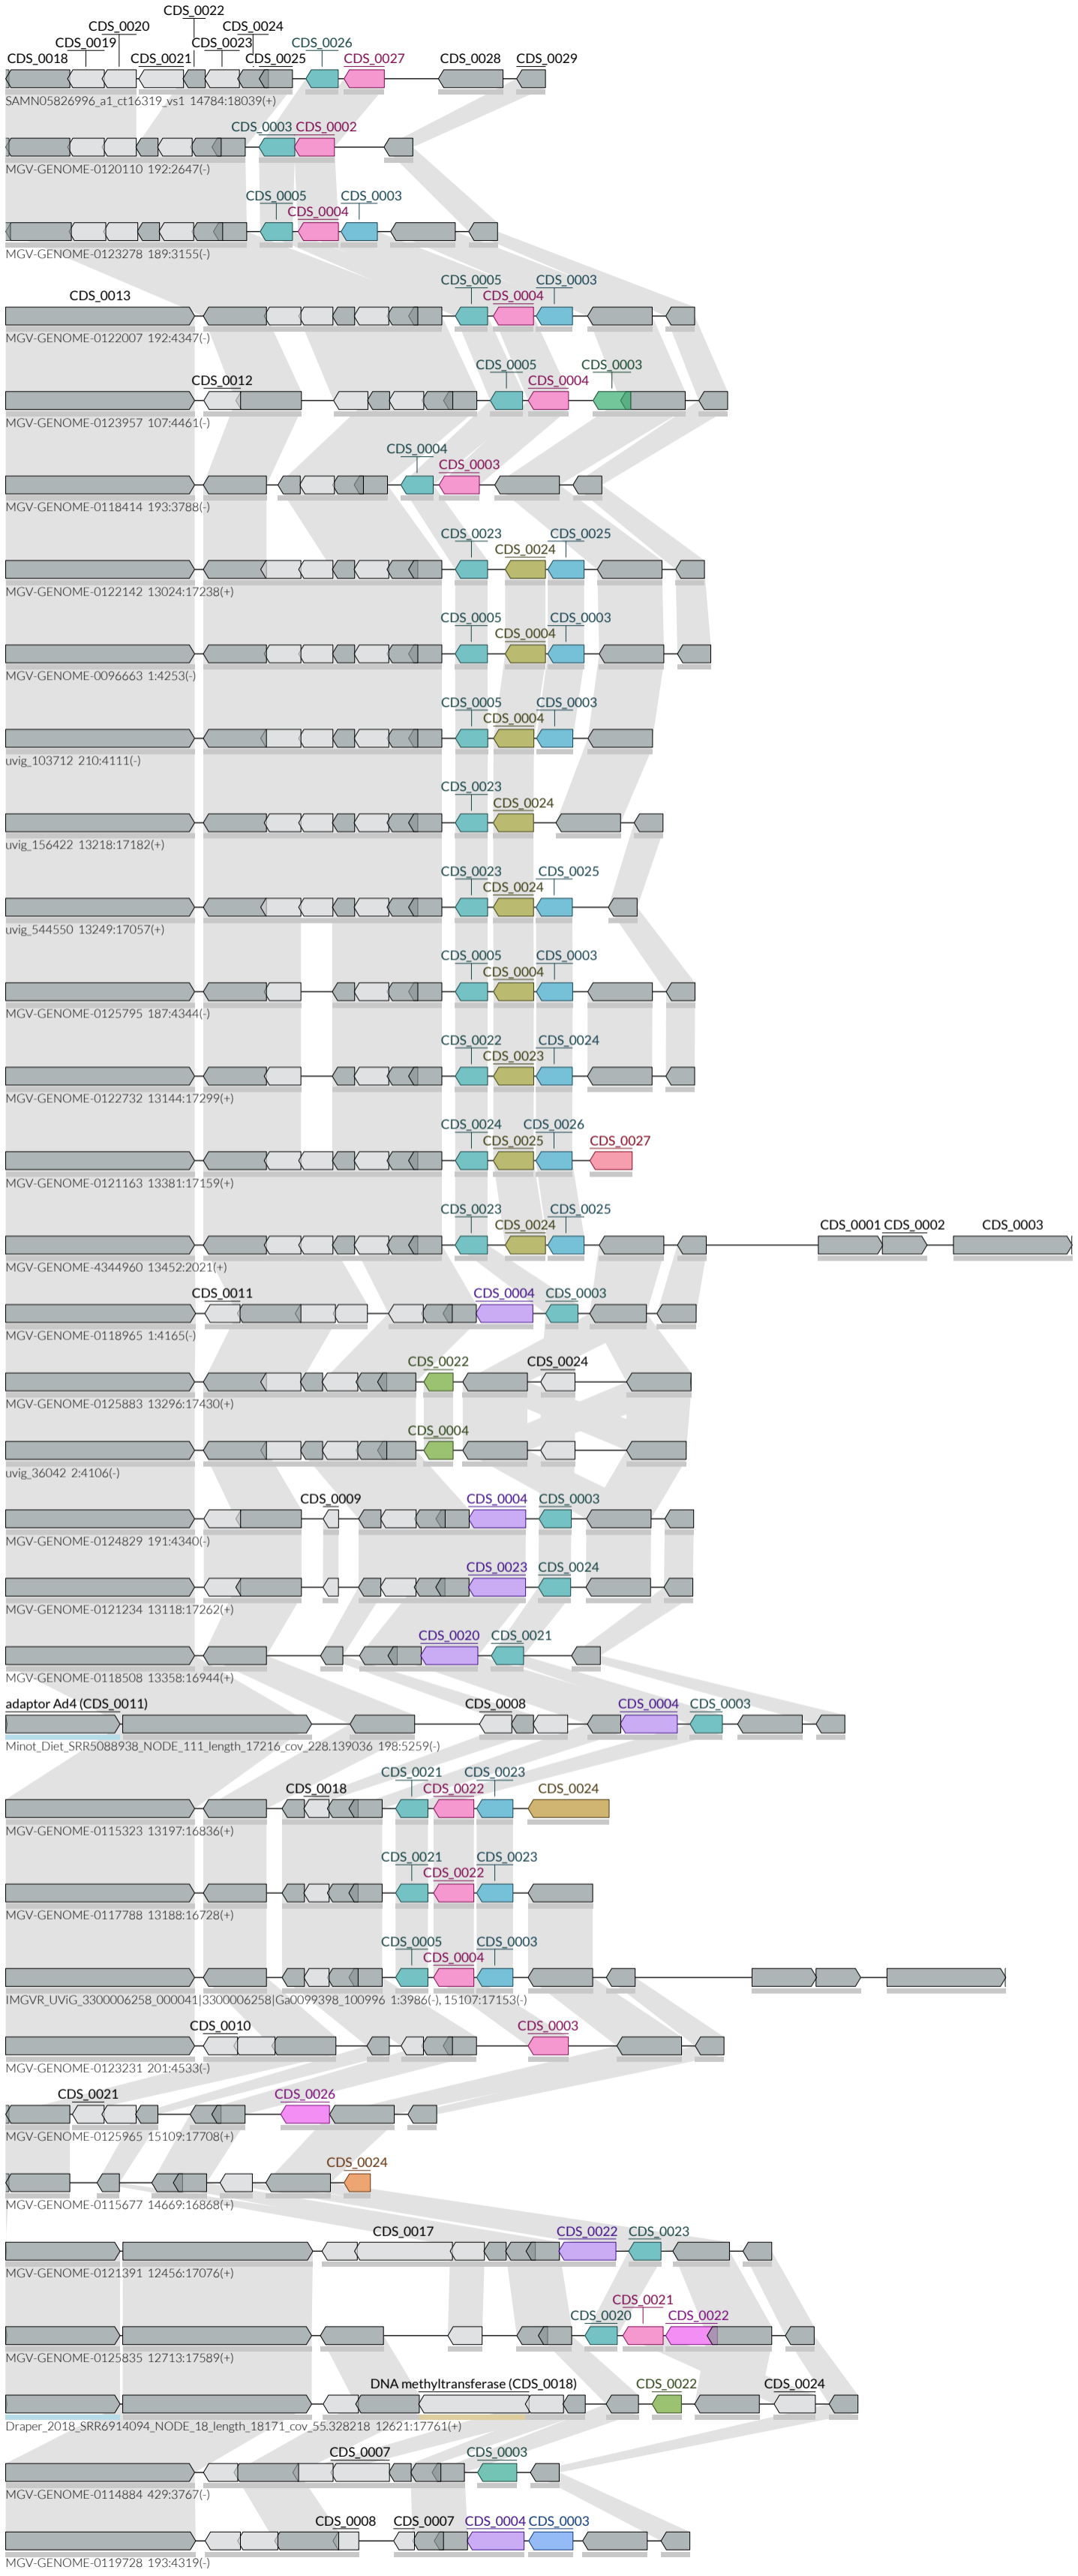 CDS_0022
CDS_0020 CDS_0024
CDS_0019 CDS_0023 CDS_0026
CDS_0018 CDS_0021 CDS_0025 CDS_0027 CDS_0028 CDS_0029
SAMN05826996_a1_ct16319_vs1 14784:18039(+)
CDS_0003 CDS_0002
MGV-GENOME-0120110 192:2647(-)
CDS_0005 CDS_0003
CDS_0004
MGV-GENOME-0123278 189:3155(-)
CDS_0005 CDS_0003
CDS_0013 CDS_0004
MGV-GENOME-0122007 192:4347(-)
CDS_0005 CDS_0003
CDS_0012 CDS_0004
MGV-GENOME-0123957 107:4461(-)
CDS_0004
CDS_0003
MGV-GENOME-0118414 193:3788(-)
CDS_0023 CDS_0025
CDS_0024
MGV-GENOME-0122142 13024:17238(+)
CDS_0005 CDS_0003
CDS_0004
MGV-GENOME-0096663 1:4253(-)
CDS_0005 CDS_0003
CDS_0004
uvig_103712 210:4111(-)
CDS_0023
CDS_0024
uvig_156422 13218:17182(+)
CDS_0023 CDS_0025
CDS_0024
uvig_544550 13249:17057(+)
CDS_0005 CDS_0003
CDS_0004
MGV-GENOME-0125795 187:4344(-)
CDS_0022 CDS_0024
CDS_0023
MGV-GENOME-0122732 13144:17299(+)
CDS_0024 CDS_0026
CDS_0025 CDS_0027
MGV-GENOME-0121163 13381:17159(+)
CDS_0023 CDS_0025
CDS_0024 CDS_0001 CDS_0002 CDS_0003
MGV-GENOME-4344960 13452:2021(+)
CDS_0011 CDS_0004 CDS_0003
MGV-GENOME-0118965 1:4165(-)
CDS_0022 CDS_0024
MGV-GENOME-0125883 13296:17430(+)
CDS_0004
uvig_36042 2:4106(-)
CDS_0009 CDS_0004 CDS_0003
MGV-GENOME-0124829 191:4340(-)
CDS_0023 CDS_0024
MGV-GENOME-0121234 13118:17262(+)
CDS_0020 CDS_0021
MGV-GENOME-0118508 13358:16944(+)
adaptor Ad4 (CDS_0011) CDS_0008 CDS_0004 CDS_0003
Minot_Diet_SRR5088938_NODE_111_length_17216_cov_228.139036 198:5259(-)
CDS_0021 CDS_0023
CDS_0018 CDS_0022 CDS_0024
MGV-GENOME-0115323 13197:16836(+)
CDS_0021 CDS_0023
CDS_0022
MGV-GENOME-0117788 13188:16728(+)
CDS_0005 CDS_0003
CDS_0004
IMGVR_UViG_3300006258_000041|3300006258|Ga0099398_100996 1:3986(-), 15107:17153(-)
CDS_0010 CDS_0003
MGV-GENOME-0123231 201:4533(-)
CDS_0021 CDS_0026
MGV-GENOME-0125965 15109:17708(+)
CDS_0024
MGV-GENOME-0115677 14669:16868(+)
CDS_0017 CDS_0022 CDS_0023
MGV-GENOME-0121391 12456:17076(+)
CDS_0021
CDS_0020 CDS_0022
MGV-GENOME-0125835 12713:17589(+)
DNA methyltransferase (CDS_0018) CDS_0022 CDS_0024
Draper_2018_SRR6914094_NODE_18_length_18171_cov_55.328218 12621:17761(+)
CDS_0007 CDS_0003
MGV-GENOME-0114884 429:3767(-)
CDS_0008 CDS_0007 CDS_0004 CDS_0003
MGV-GENOME-0119728 193:4319(-)